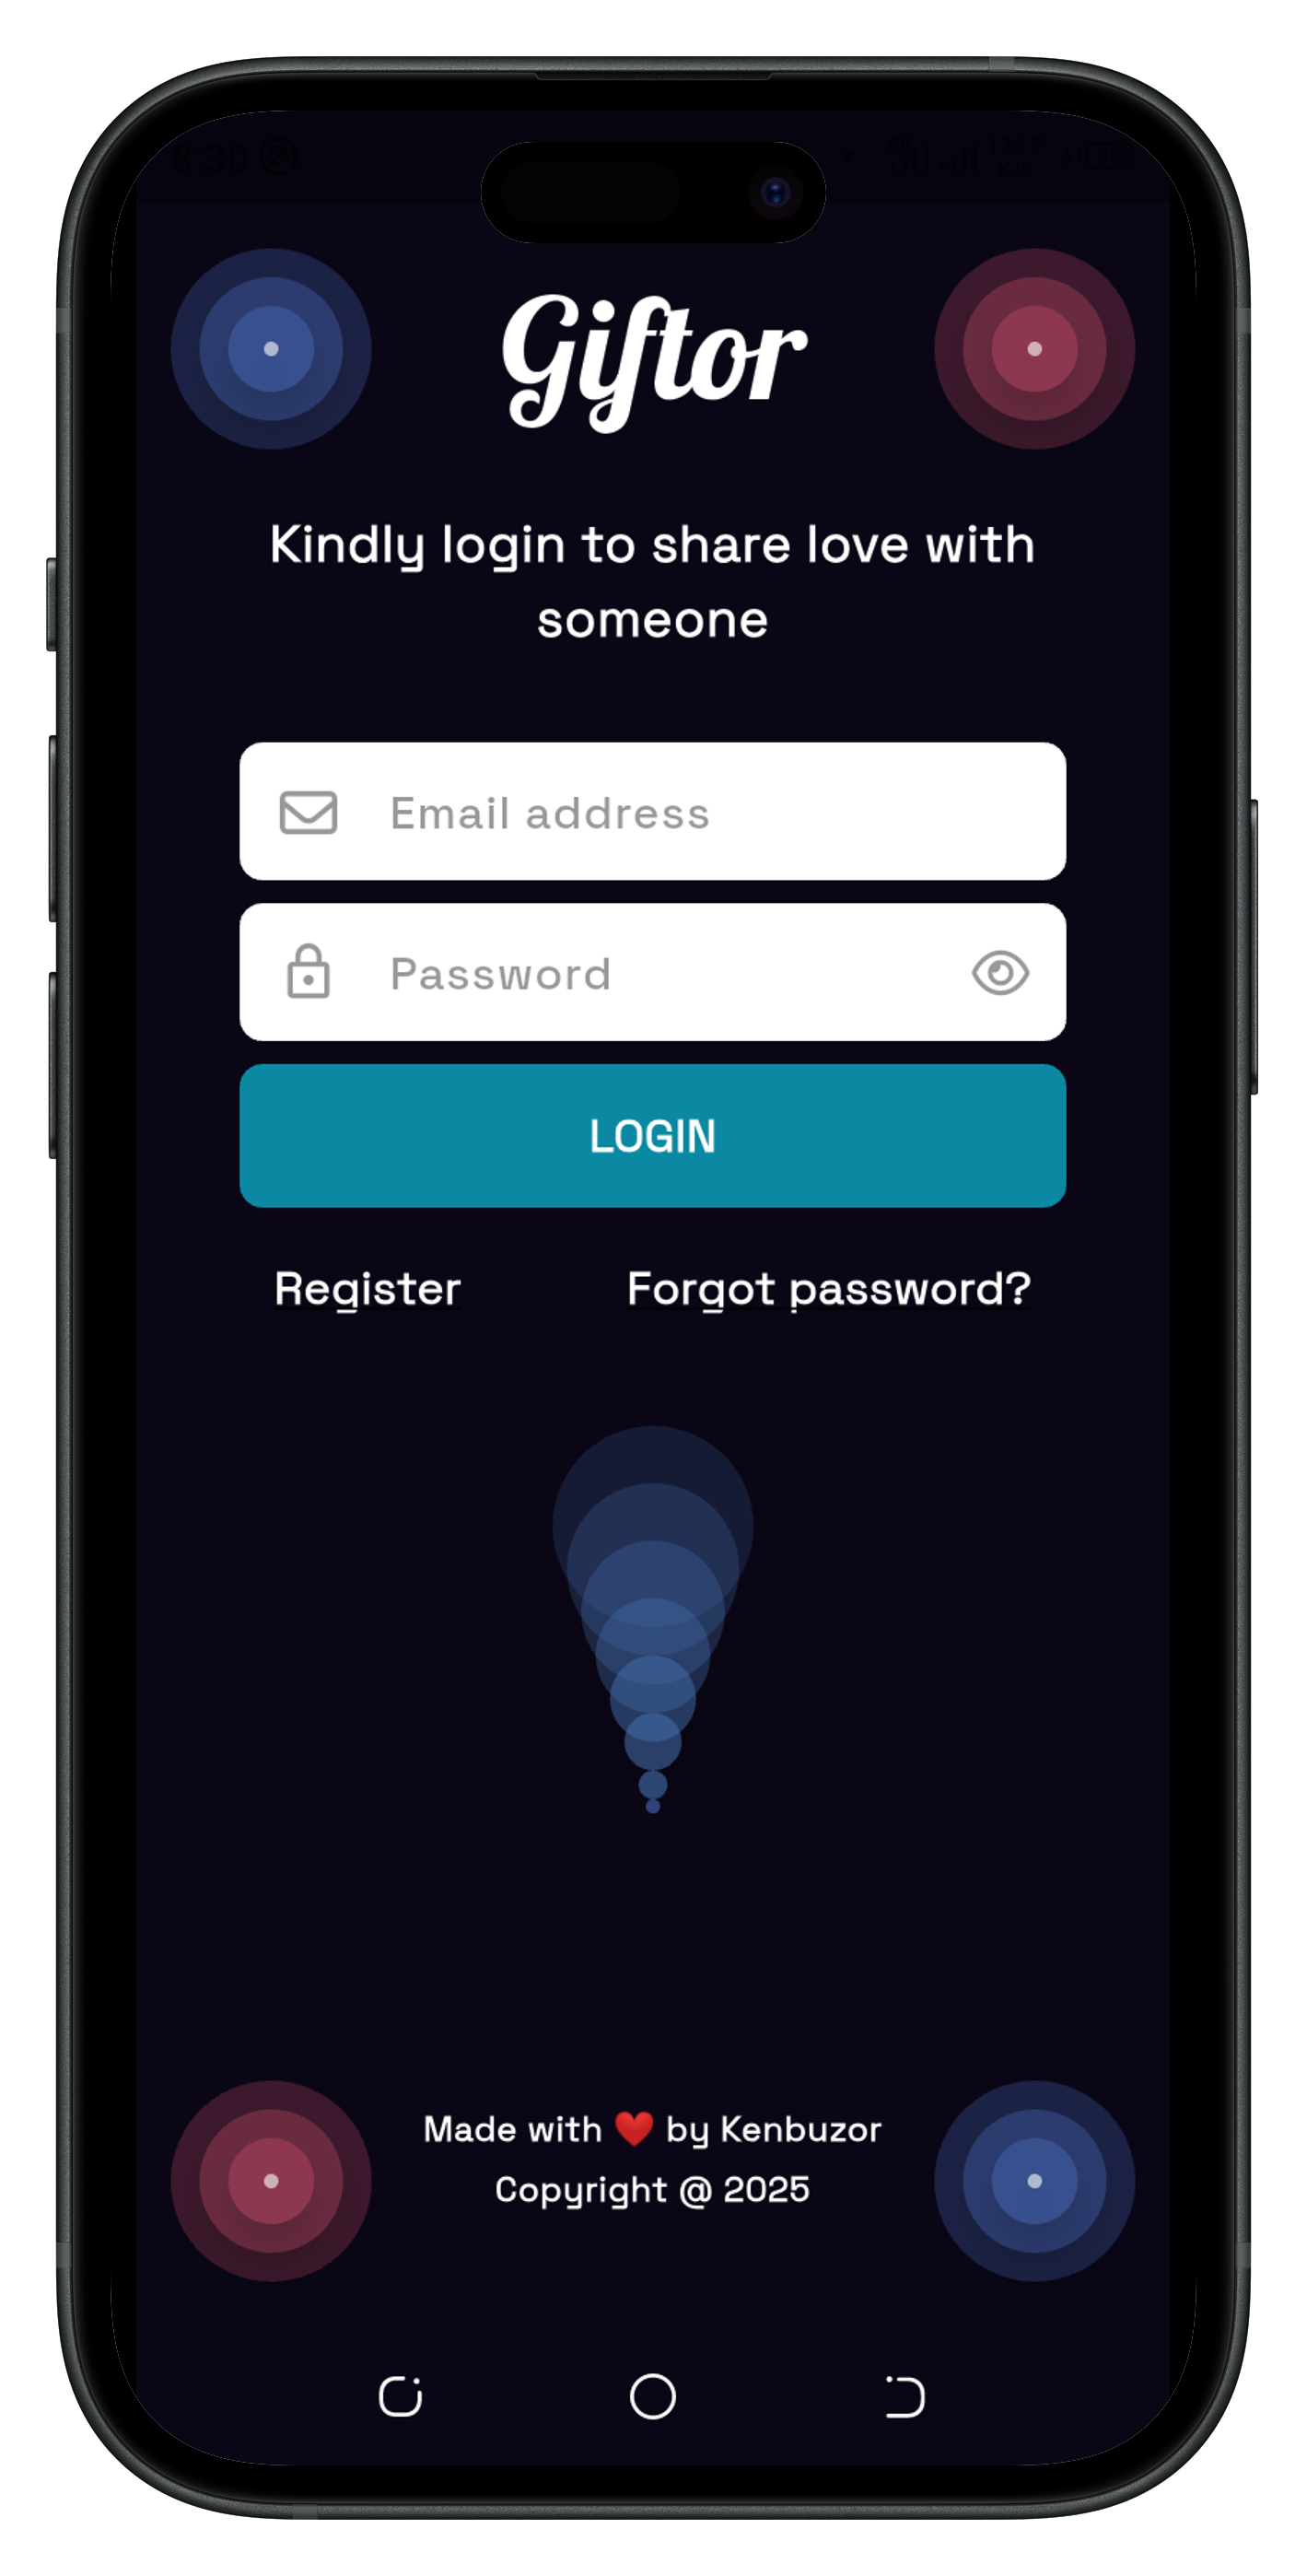 8:30
Giftor
Kindly login to share love with
someone
Email address
Password
LOGIN
Register
Forgot password?
Made with ❤️ by Kenbuzor
Copyright @ 2025